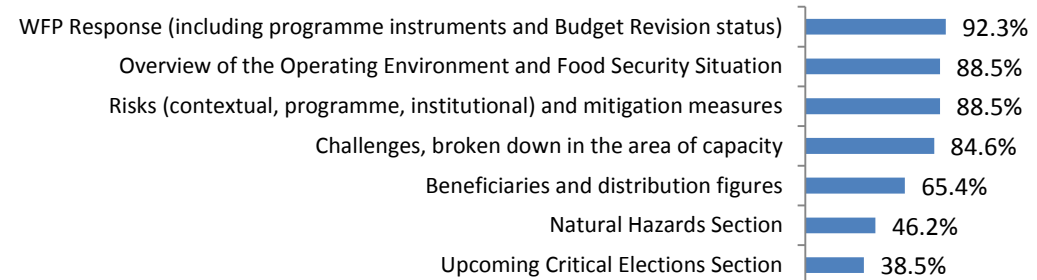 WFP Response (including programme instruments and Budget Revision status) 92.3%
Overview of the Operating Environment and Food Security Situation 88.5%
Risks (contextual, programme, institutional) and mitigation measures 88.5%
Challenges, broken down in the area of capacity 84.6%
Beneficiaries and distribution figures 65.4%
Natural Hazards Section 46.2%
Upcoming Critical Elections Section 38.5%